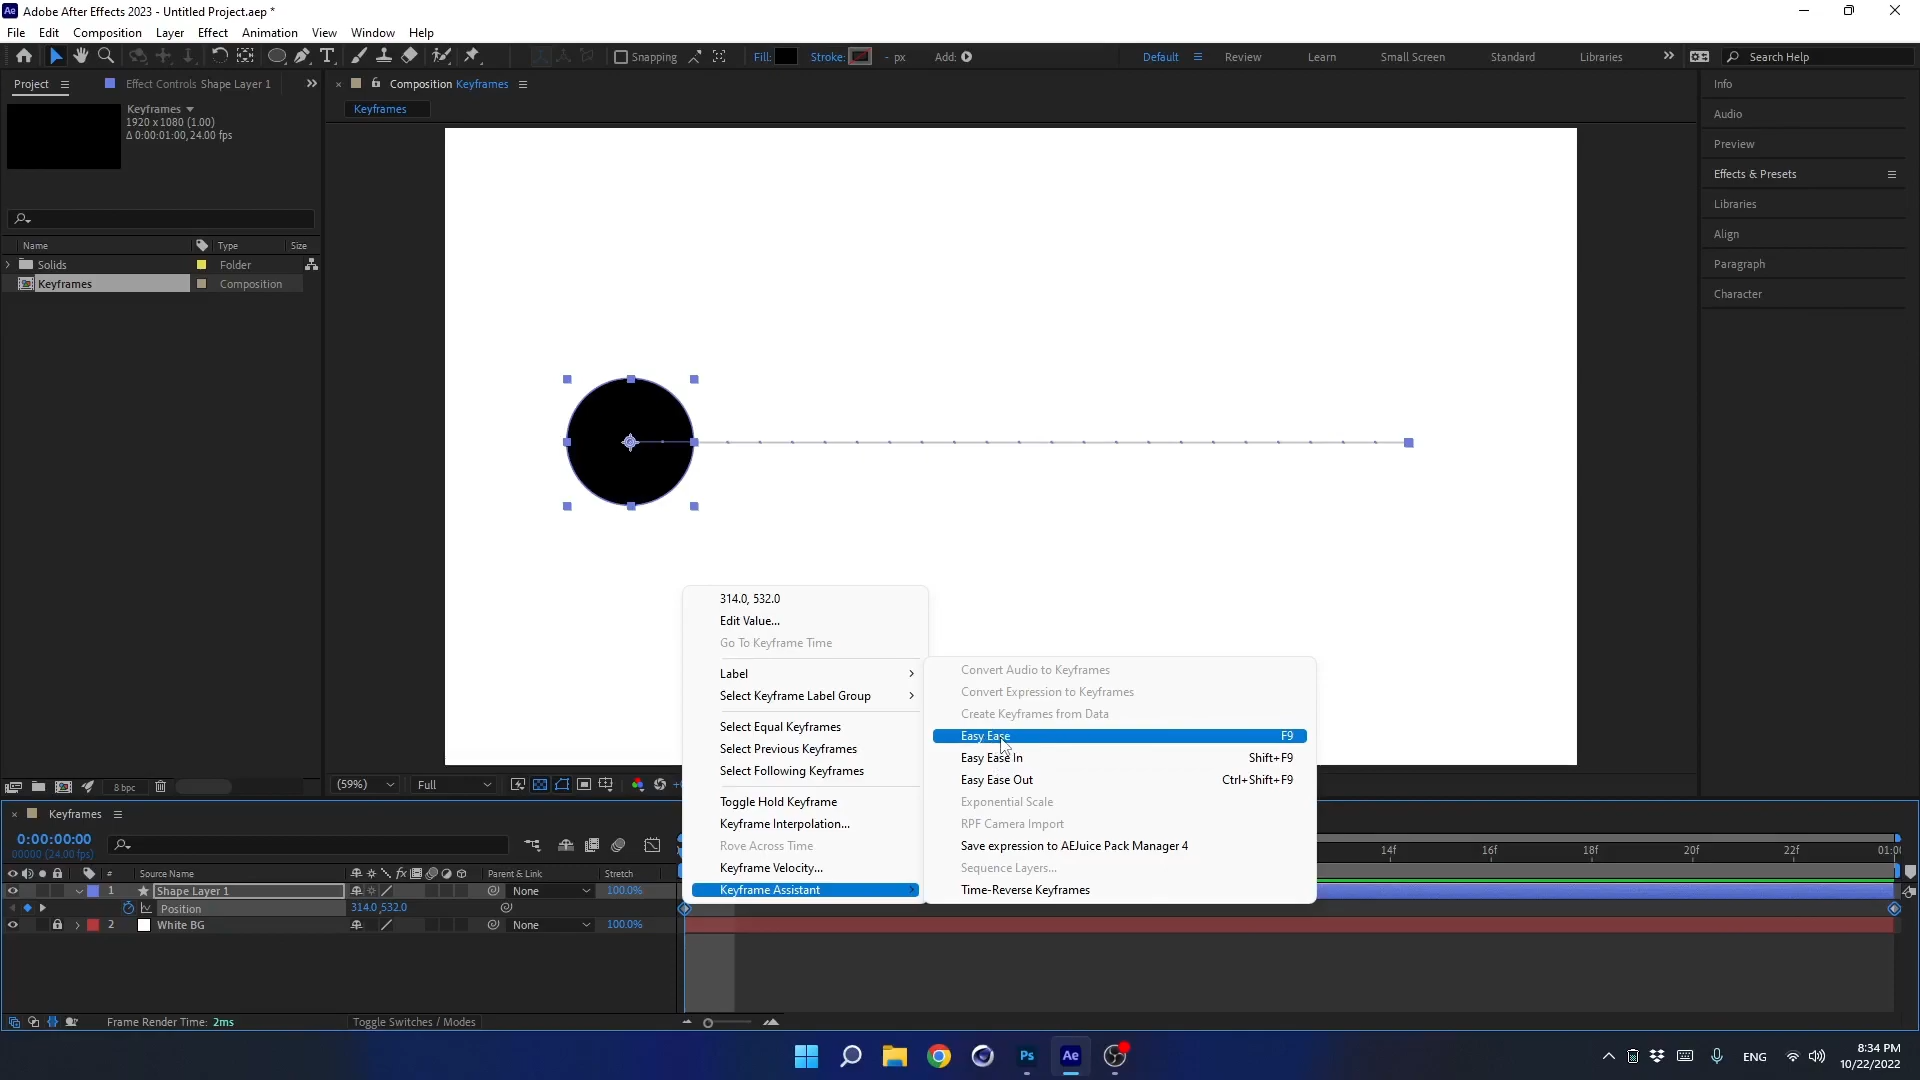 Adobe After Effects 2023 - Untitled Project.aep *
File Edit Composition Layer Effect Animation View Window Help
Snapping Fill: Stroke: - px Add: Default Review Learn Small Screen Standard Libraries Search Help
Project Effect Controls Shape Layer 1
Composition Keyframes
Keyframes
Keyframes
1920 x 1080 (1.00)
Δ 0:00:01:00, 24.00 fps
Name Type Size
Solids Folder
Keyframes Composition
Info
Audio
Preview
Effects & Presets
Libraries
Align
Paragraph
Character
8 bpc
(59%) Full
314.0, 532.0
Edit Value...
Go To Keyframe Time
Label
Select Keyframe Label Group
Select Equal Keyframes
Select Previous Keyframes
Select Following Keyframes
Toggle Hold Keyframe
Keyframe Interpolation...
Rove Across Time
Keyframe Velocity...
Keyframe Assistant
Convert Audio to Keyframes
Convert Expression to Keyframes
Create Keyframes from Data
Easy Ease F9
Easy Ease In Shift+F9
Easy Ease Out Ctrl+Shift+F9
Exponential Scale
RPF Camera Import
Save expression to AEJuice Pack Manager 4
Sequence Layers...
Time-Reverse Keyframes
Keyframes
0:00:00:00
00000 (24.00 fps)
14f 16f 18f 20f 22f 01:00
# Source Name Parent & Link Stretch
1 Shape Layer 1 None 100.0%
Position 314.0,532.0
2 White BG None 100.0%
Frame Render Time: 2ms Toggle Switches / Modes
Ps Ae ENG
8:34 PM
10/22/2022